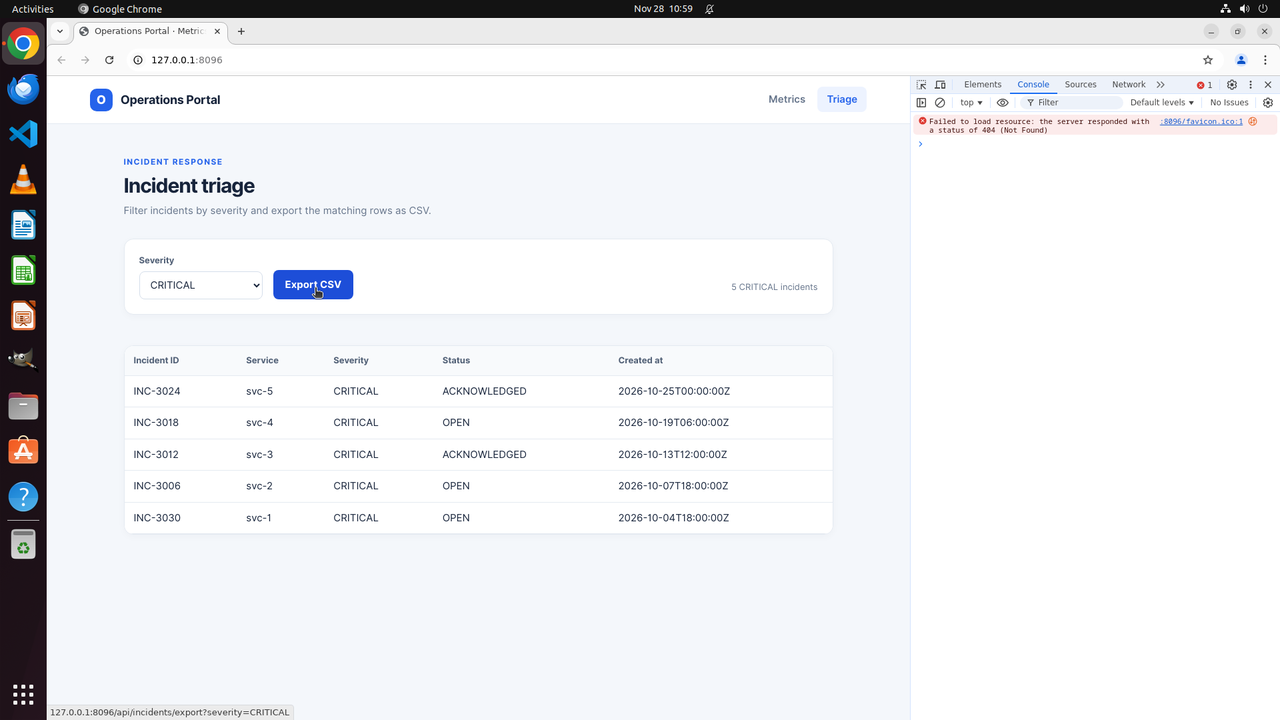 Activities
Google Chrome
Nov 28 10:59
Operations Portal · Metric
127.0.0.1:8096
O Operations Portal
Metrics
Triage
INCIDENT RESPONSE
Incident triage
Filter incidents by severity and export the matching rows as CSV.
Severity
CRITICAL
Export CSV
5 CRITICAL incidents
Incident ID Service Severity Status Created at
INC-3024 svc-5 CRITICAL ACKNOWLEDGED 2026-10-25T00:00:00Z
INC-3018 svc-4 CRITICAL OPEN 2026-10-19T06:00:00Z
INC-3012 svc-3 CRITICAL ACKNOWLEDGED 2026-10-13T12:00:00Z
INC-3006 svc-2 CRITICAL OPEN 2026-10-07T18:00:00Z
INC-3030 svc-1 CRITICAL OPEN 2026-10-04T18:00:00Z
127.0.0.1:8096/api/incidents/export?severity=CRITICAL
Elements Console Sources Network 1
top Filter Default levels No Issues
Failed to load resource: the server responded with :8096/favicon.ico:1
a status of 404 (Not Found)